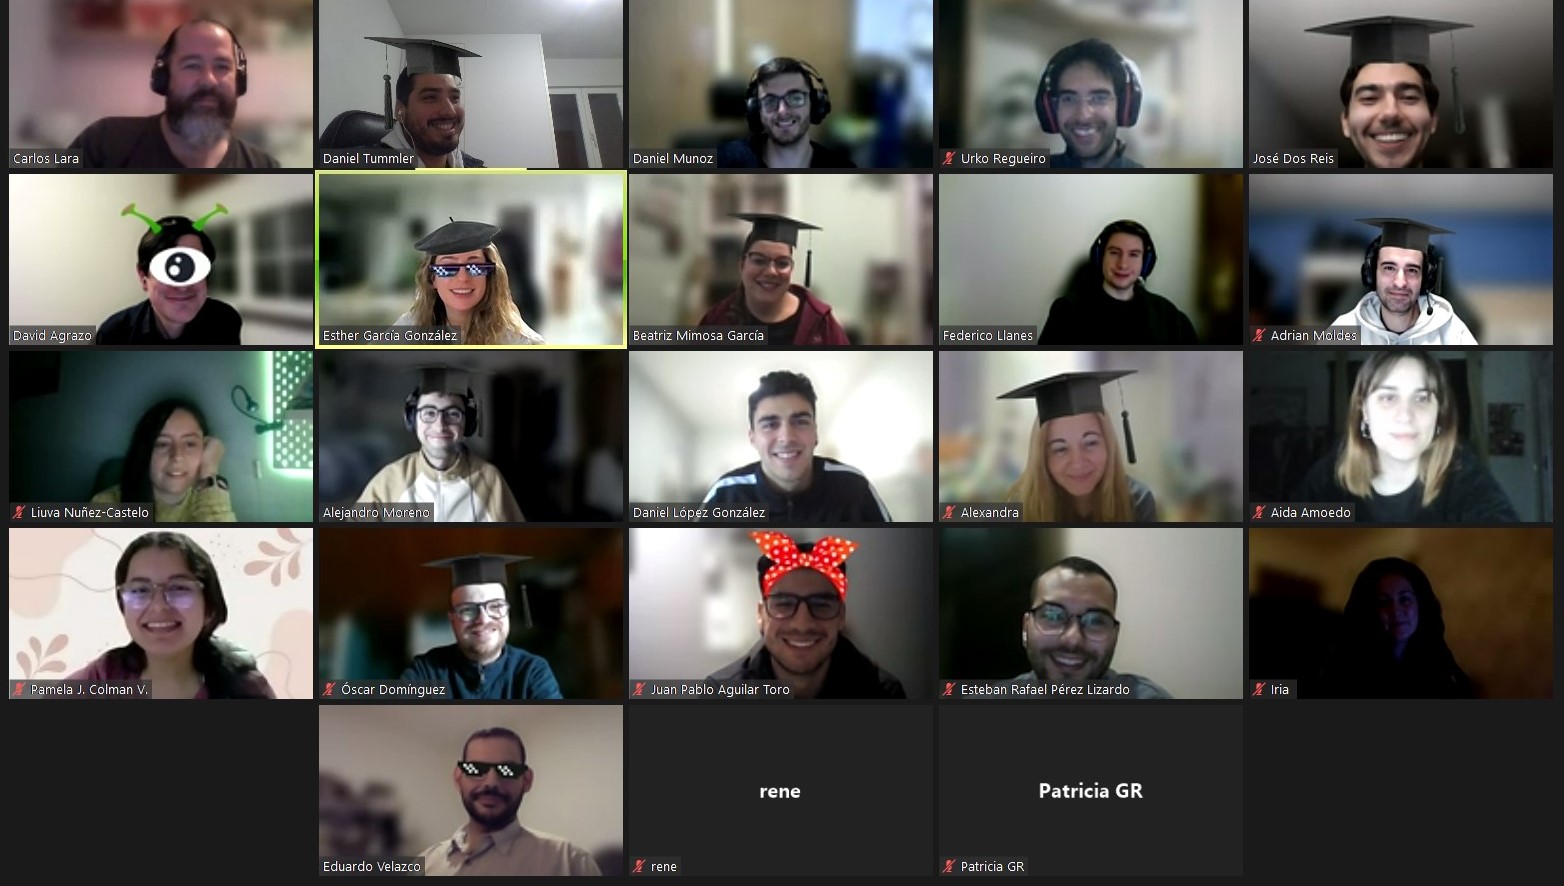 Carlos Lara
Daniel Tummler
Daniel Munoz
Urko Regueiro
José Dos Reis
David Agrazo
Esther García González
Beatriz Mimosa García
Federico Llanes
Adrian Moldes
Liuva Nuñez-Castelo
Alejandro Moreno
Daniel López González
Alexandra
Aida Amoedo
Pamela J. Colman V.
Óscar Domínguez
Juan Pablo Aguilar Toro
Esteban Rafael Pérez Lizardo
Iria
Eduardo Velazco
rene
rene
Patricia GR
Patricia GR